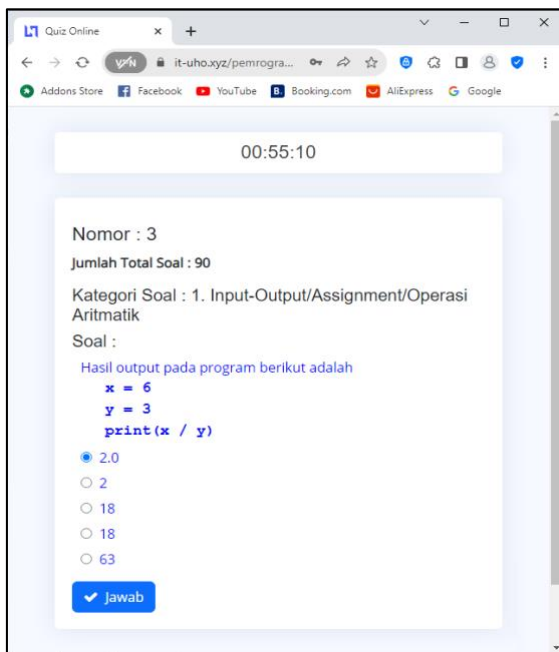 Quiz Online
VPN
it-uho.xyz/pemrogra...
Addons Store Facebook YouTube B. Booking.com AliExpress G Google
00:55:10
Nomor : 3
Jumlah Total Soal : 90
Kategori Soal : 1. Input-Output/Assignment/Operasi
Aritmatik
Soal :
Hasil output pada program berikut adalah
x = 6
y = 3
print(x / y)
2.0
2
18
18
63
Jawab